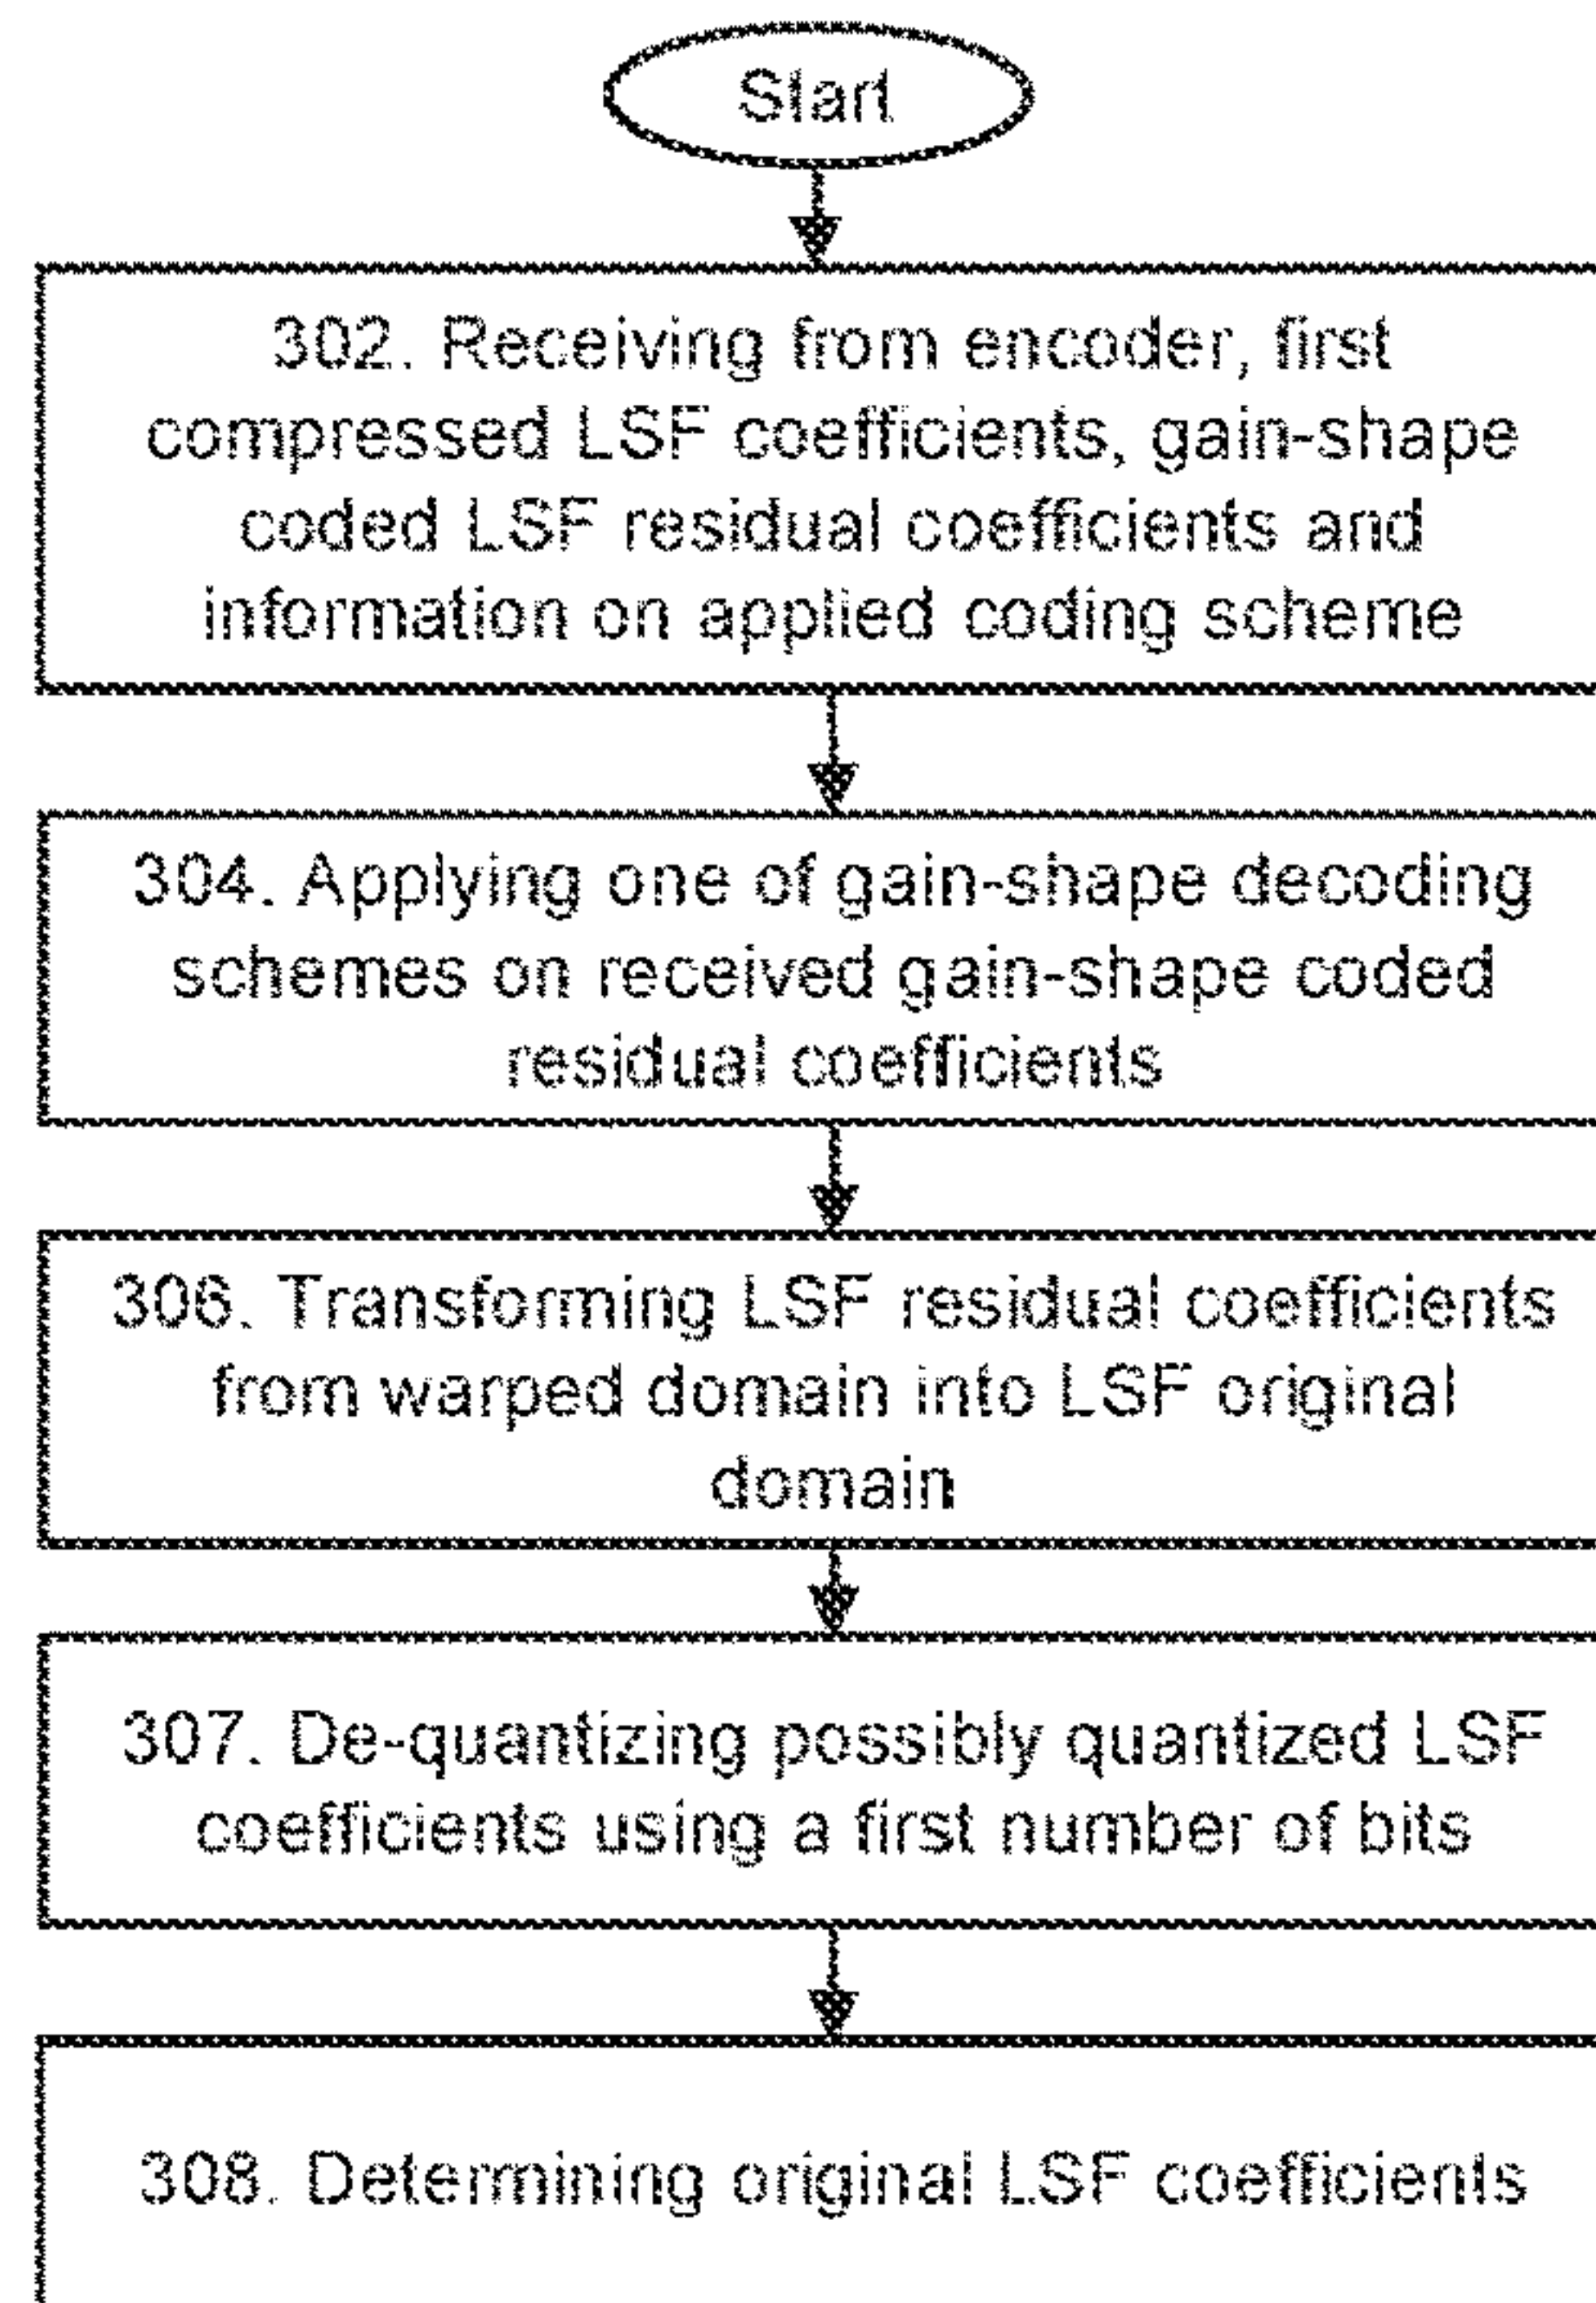 Start
302. Receiving from encoder, first
compressed LSF coefficients, gain-shape
coded LSF residual coefficients and
information on applied coding scheme
304. Applying one of gain-shape decoding
schemes on received gain-shape coded
residual coefficients
306. Transforming LSF residual coefficients
from warped domain into LSF original
domain
307. De-quantizing possibly quantized LSF
coefficients using a first number of bits
308. Determining original LSF coefficients